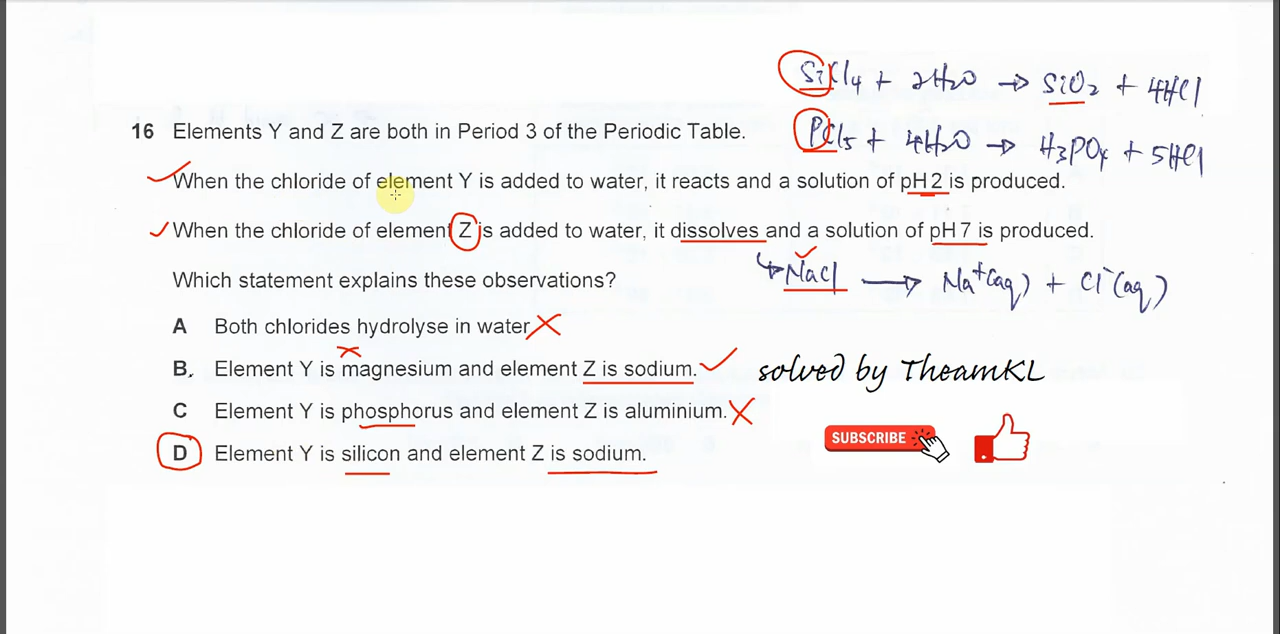 SiCl4 + 2H2O → SiO2 + 4HCl
16 Elements Y and Z are both in Period 3 of the Periodic Table.
PCl5 + 4H2O → H3PO4 + 5HCl
When the chloride of element Y is added to water, it reacts and a solution of pH 2 is produced.
When the chloride of element Z is added to water, it dissolves and a solution of pH 7 is produced.
↳ NaCl → Na+(aq) + Cl-(aq)
Which statement explains these observations?
A Both chlorides hydrolyse in water
B. Element Y is magnesium and element Z is sodium.
solved by TheamKL
C Element Y is phosphorus and element Z is aluminium.
SUBSCRIBE
D Element Y is silicon and element Z is sodium.